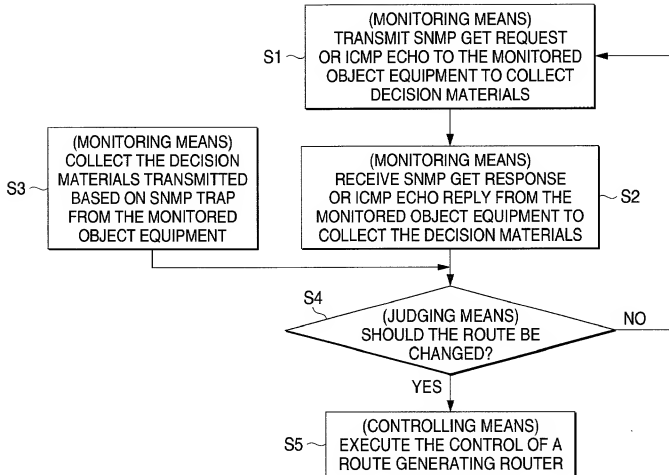 (MONITORING MEANS)
TRANSMIT SNMP GET REQUEST
OR ICMP ECHO TO THE MONITORED
OBJECT EQUIPMENT TO COLLECT
DECISION MATERIALS
S1
(MONITORING MEANS)
COLLECT THE DECISION
MATERIALS TRANSMITTED
BASED ON SNMP TRAP
FROM THE MONITORED
OBJECT EQUIPMENT
S3
(MONITORING MEANS)
RECEIVE SNMP GET RESPONSE
OR ICMP ECHO REPLY FROM THE
MONITORED OBJECT EQUIPMENT TO
COLLECT THE DECISION MATERIALS
S2
S4
(JUDGING MEANS)
SHOULD THE ROUTE BE
CHANGED?
NO
YES
(CONTROLLING MEANS)
EXECUTE THE CONTROL OF A
ROUTE GENERATING ROUTER
S5